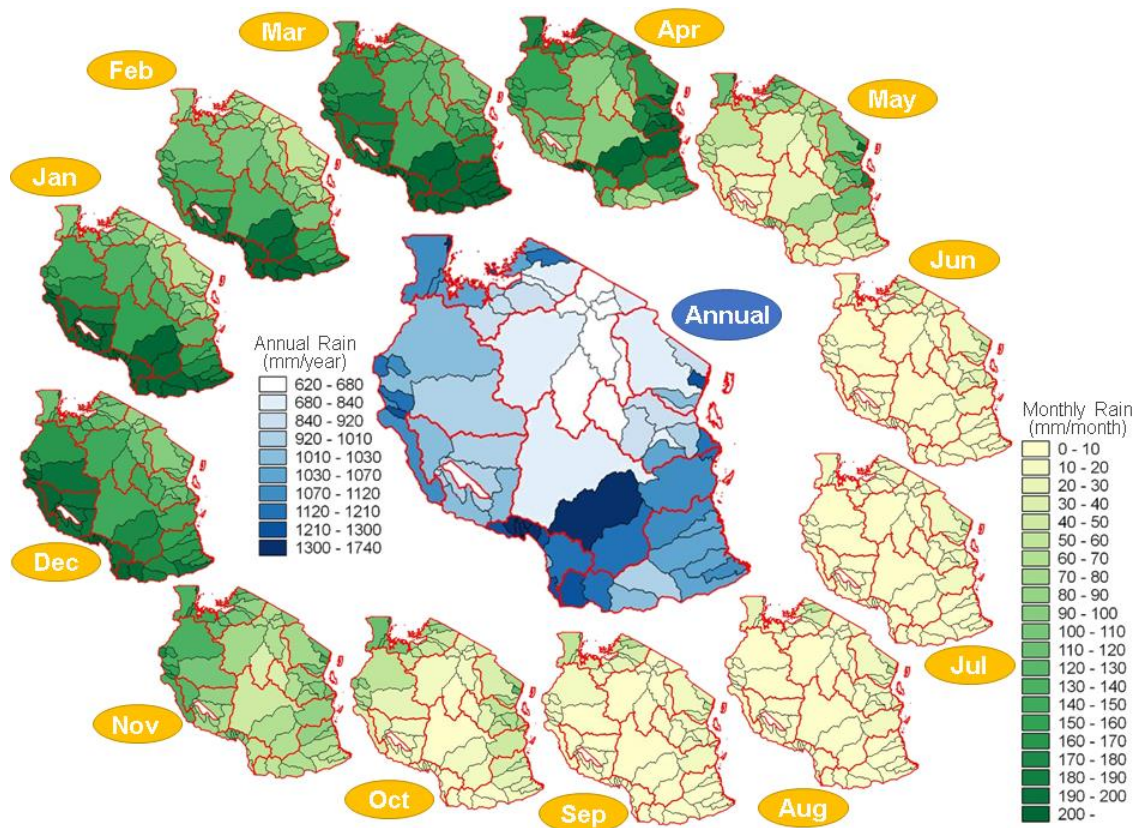 Mar
Apr
Feb
May
Jan
Jun
Annual
Annual Rain
(mm/year)
620 - 680
680 - 840
840 - 920
920 - 1010
1010 - 1030
1030 - 1070
1070 - 1120
1120 - 1210
1210 - 1300
1300 - 1740
Monthly Rain
(mm/month)
0 - 10
10 - 20
20 - 30
30 - 40
40 - 50
50 - 60
60 - 70
70 - 80
80 - 90
90 - 100
100 - 110
110 - 120
120 - 130
130 - 140
140 - 150
150 - 160
160 - 170
170 - 180
180 - 190
190 - 200
200 -
Dec
Jul
Nov
Oct
Sep
Aug